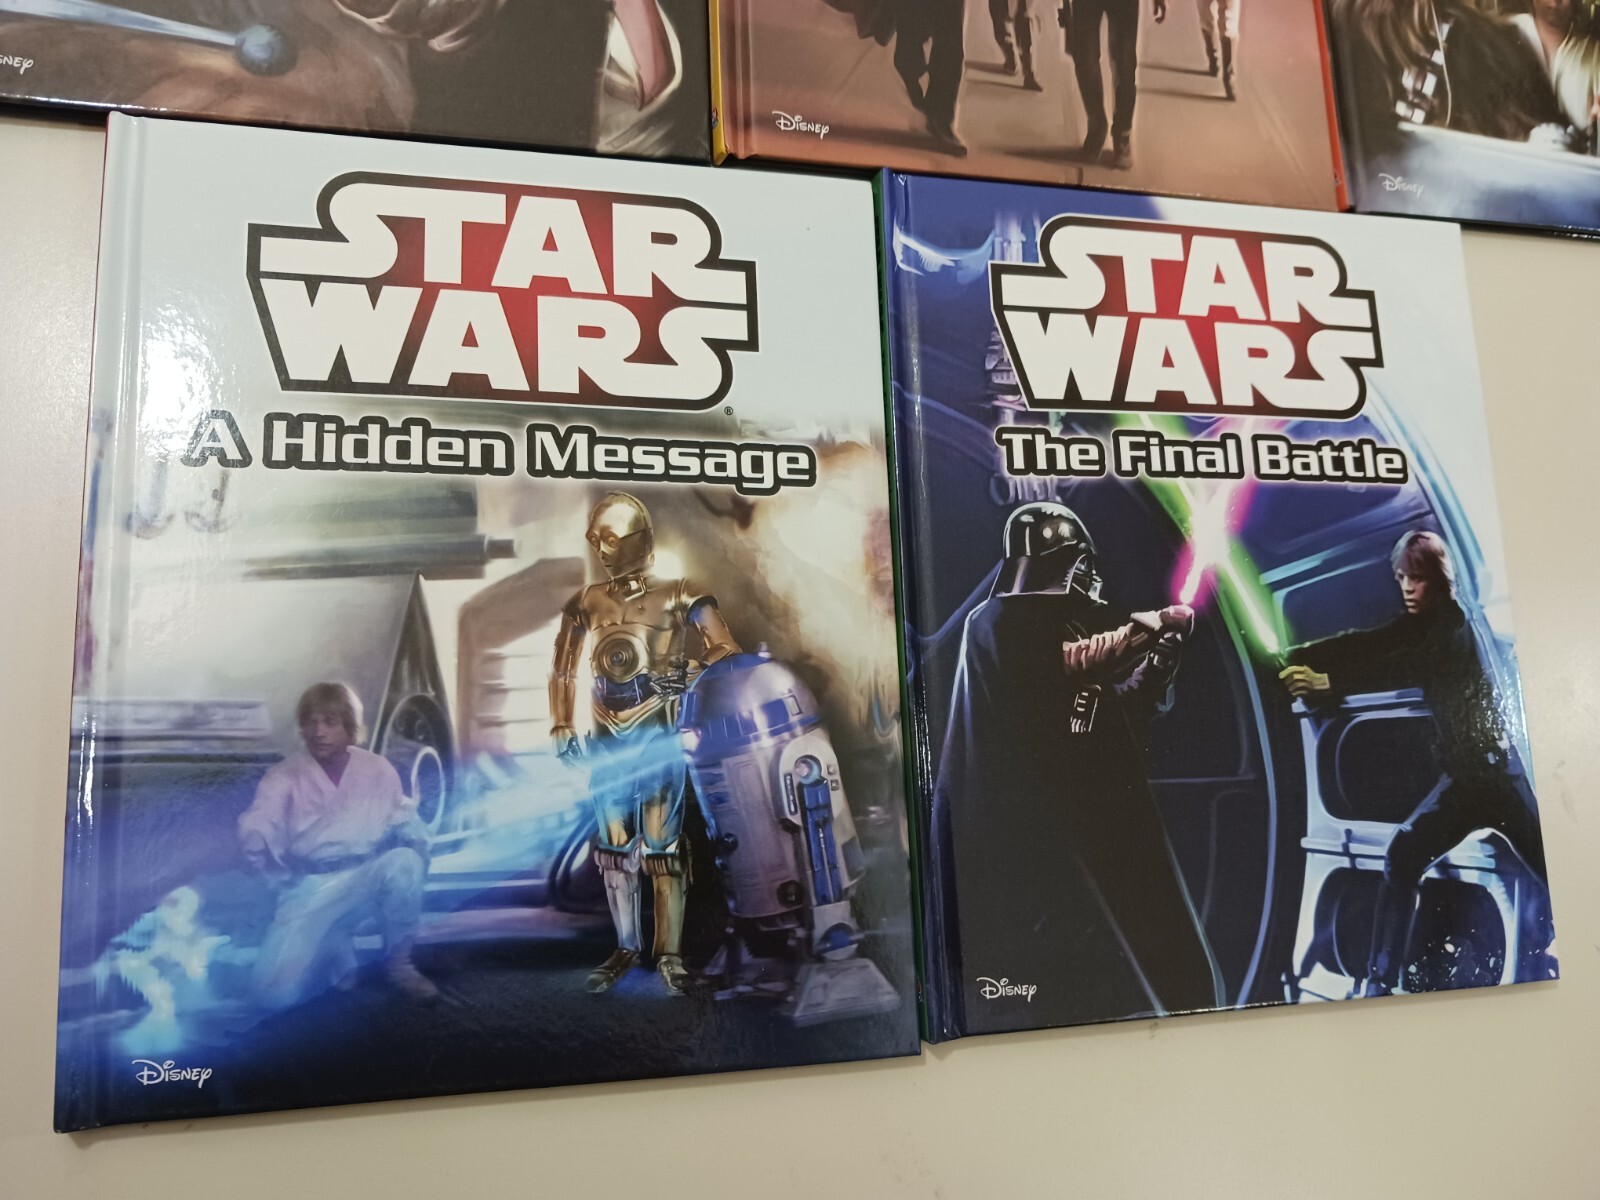 DISNEY
DISNEY
DISNEY
STAR
WARS
®
A Hidden Message
DISNEY
STAR
WARS
The Final Battle
DISNEY